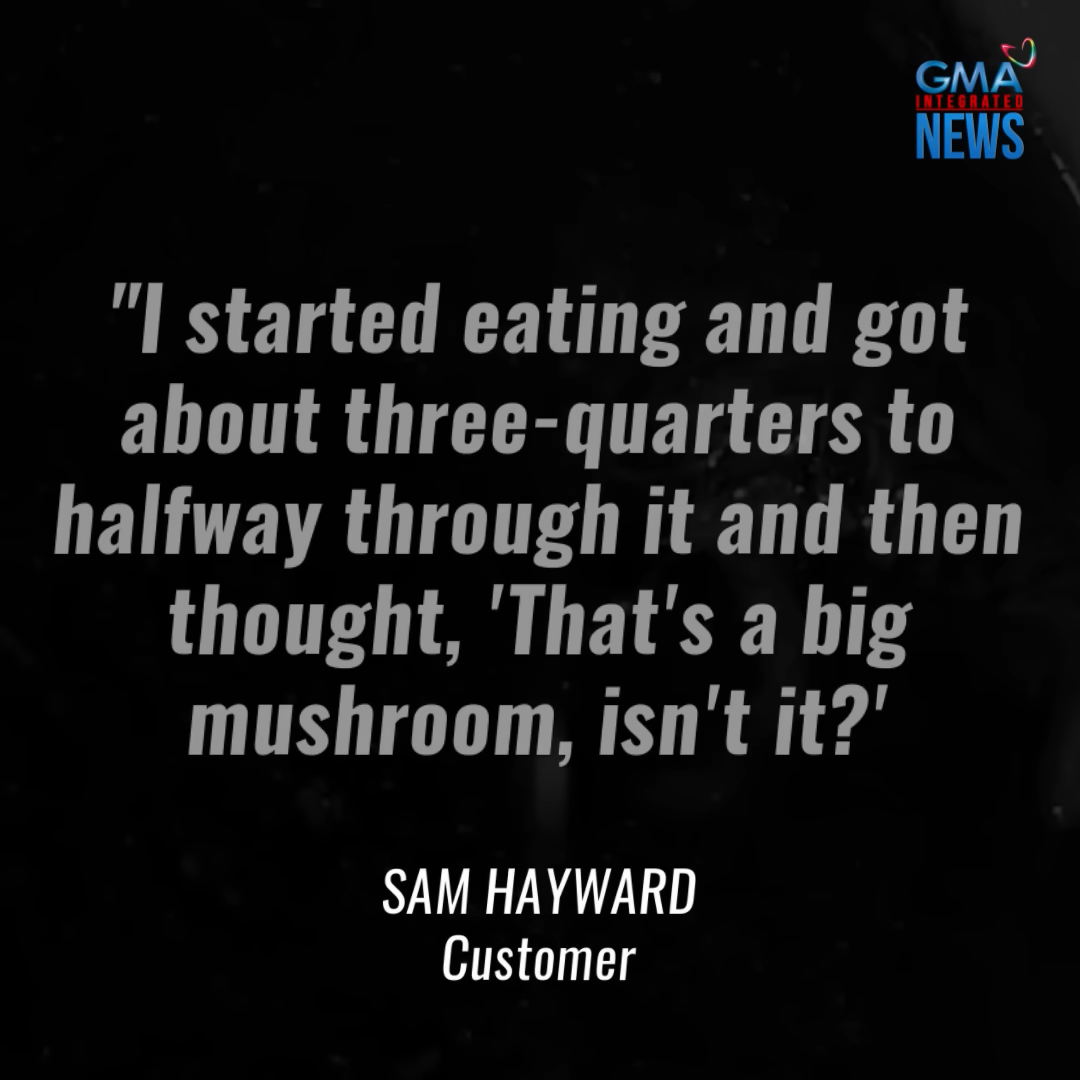 GMA
INTEGRATED
NEWS
"I started eating and got
about three-quarters to
halfway through it and then
thought, 'That's a big
mushroom, isn't it?'
SAM HAYWARD
Customer